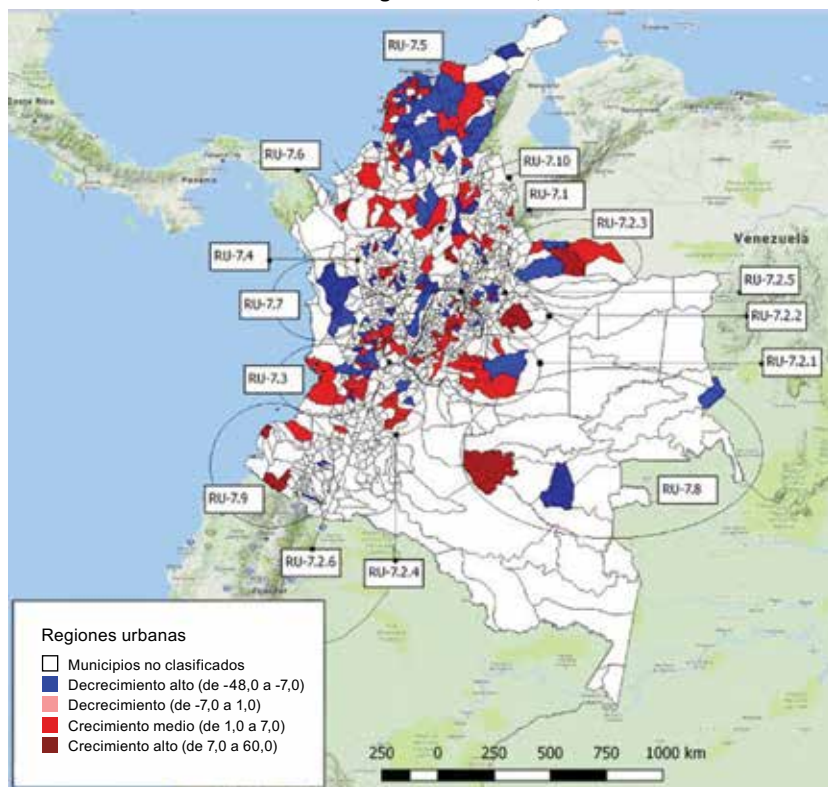 RU-7.5
Costa Rica
Panama
RU-7.6
RU-7.10
RU-7.1
RU-7.2.3
Venezuela
RU-7.4
RU-7.2.5
RU-7.7
RU-7.2.2
RU-7.3
RU-7.2.1
RU-7.9
RU-7.8
RU-7.2.6
RU-7.2.4
Regiones urbanas
Municipios no clasificados
Decrecimiento alto (de -48,0 a -7,0)
Decrecimiento (de -7,0 a 1,0)
Crecimiento medio (de 1,0 a 7,0)
Crecimiento alto (de 7,0 a 60,0)
250 0 250 500 750 1000 km